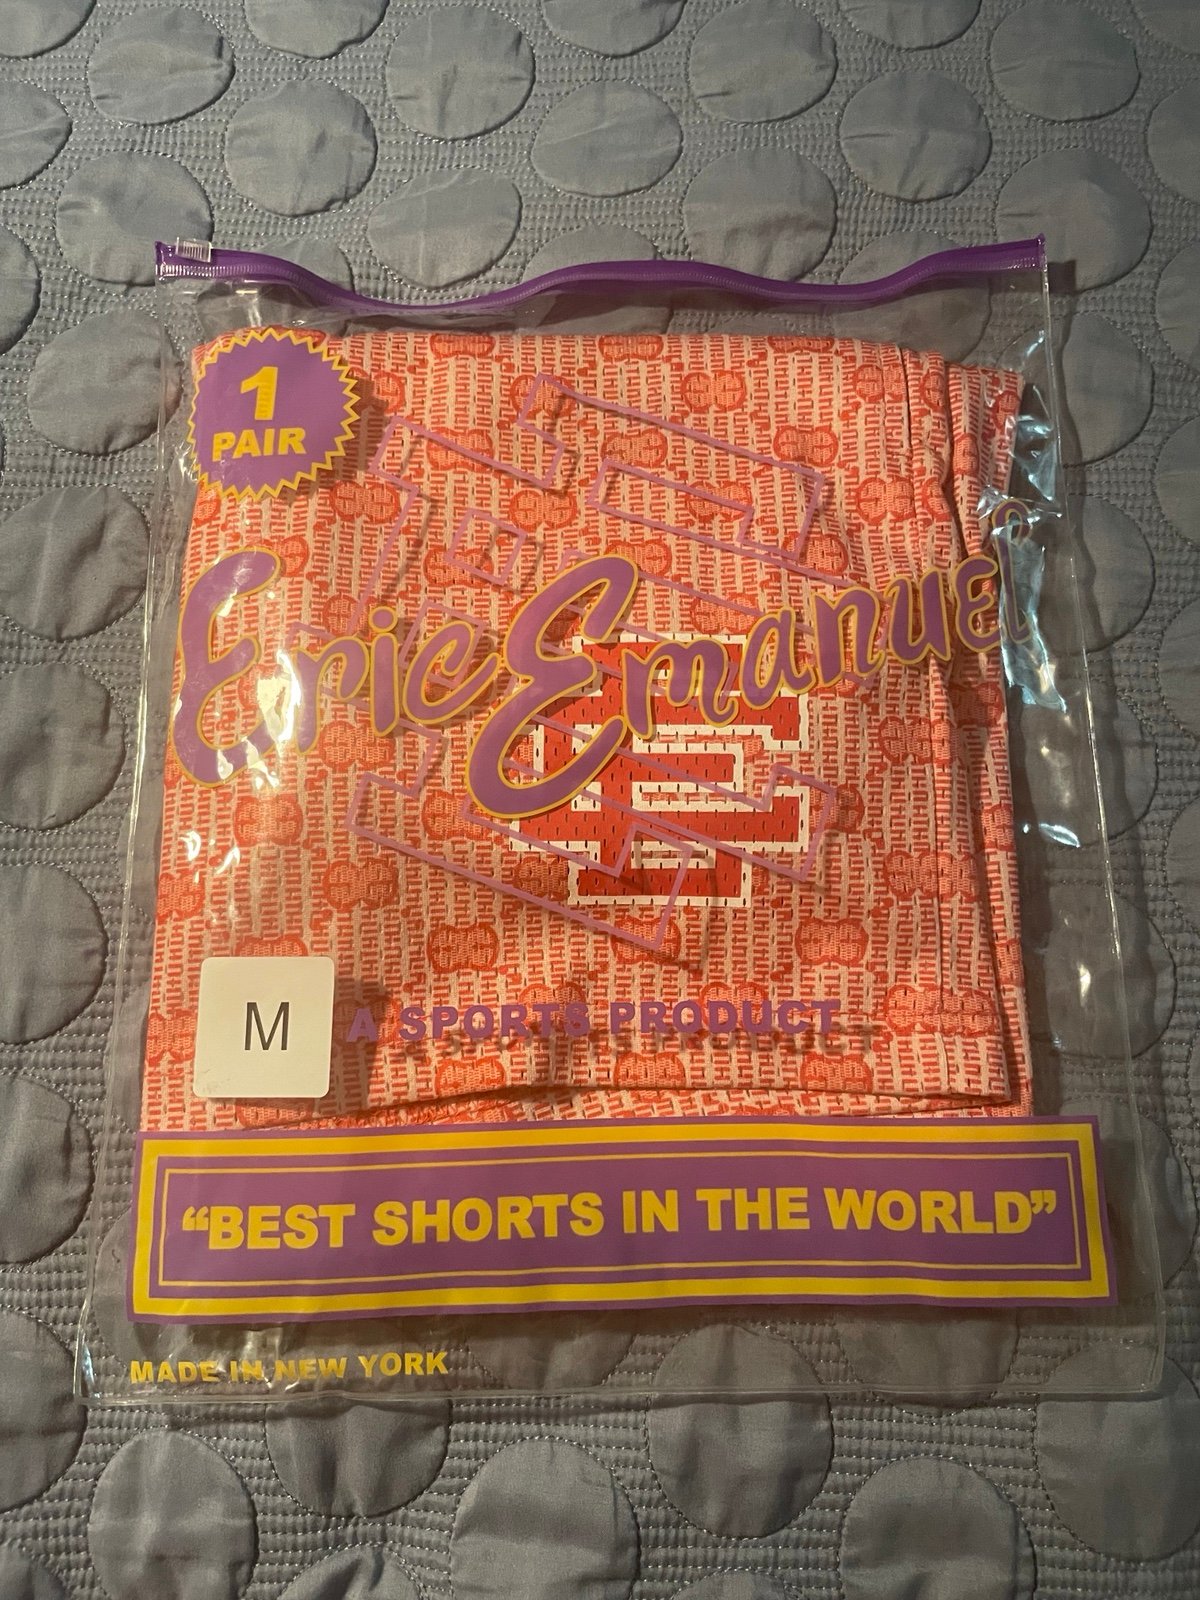 1
PAIR
Eric Emanuel
M
A SPORTS PRODUCT
“BEST SHORTS IN THE WORLD”
MADE IN NEW YORK